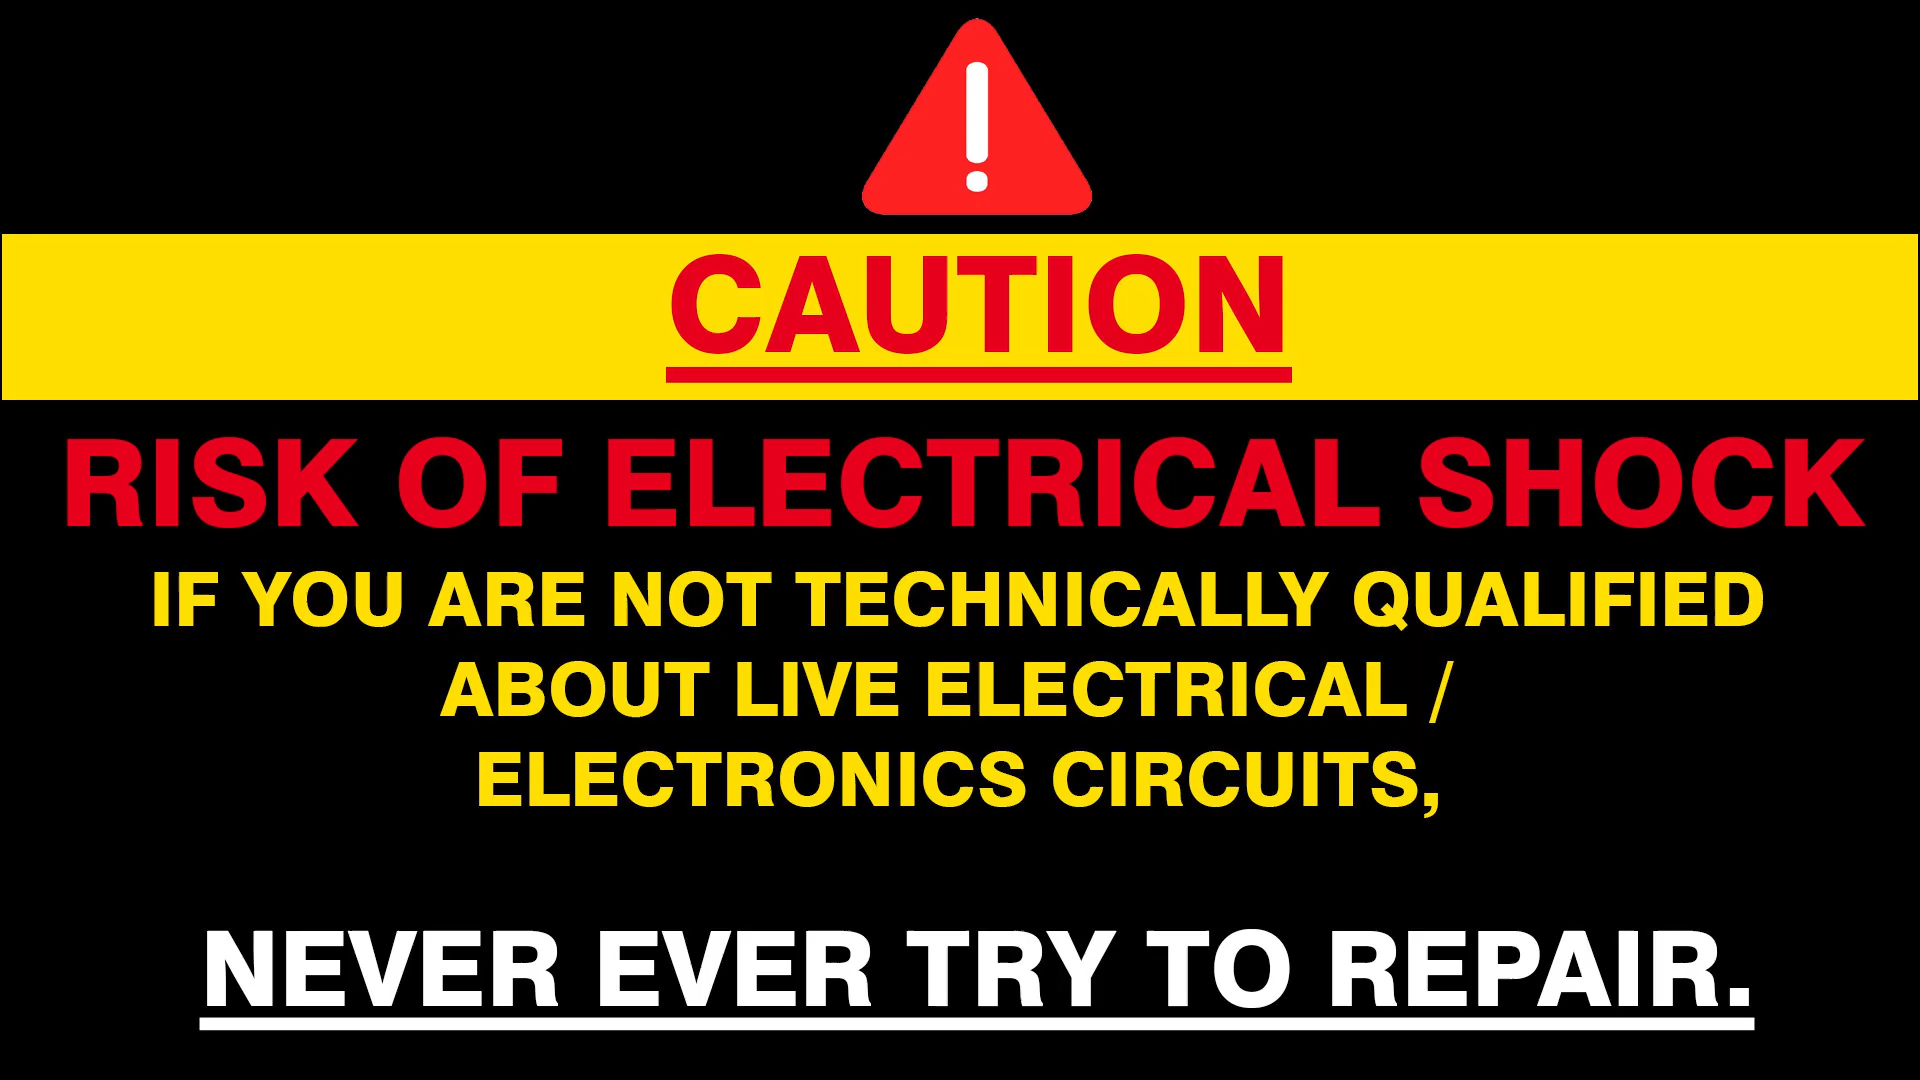 CAUTION
RISK OF ELECTRICAL SHOCK
IF YOU ARE NOT TECHNICALLY QUALIFIED
ABOUT LIVE ELECTRICAL /
ELECTRONICS CIRCUITS,
NEVER EVER TRY TO REPAIR.